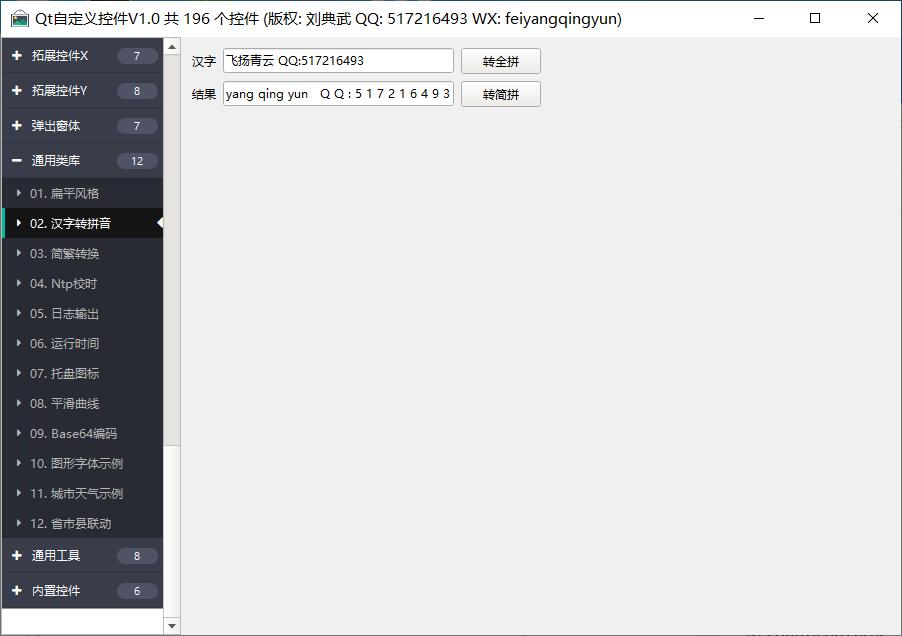 Qt自定义控件V1.0 共 196 个控件 (版权: 刘典武 QQ: 517216493 WX: feiyangqingyun)
拓展控件X 7
拓展控件Y 8
弹出窗体 7
通用类库 12
01. 扁平风格
02. 汉字转拼音
03. 简繁转换
04. Ntp校时
05. 日志输出
06. 运行时间
07. 托盘图标
08. 平滑曲线
09. Base64编码
10. 图形字体示例
11. 城市天气示例
12. 省市县联动
通用工具 8
内置控件 6
汉字 飞扬青云 QQ:517216493 转全拼
结果 yang qing yun Q Q : 5 1 7 2 1 6 4 9 3 转简拼